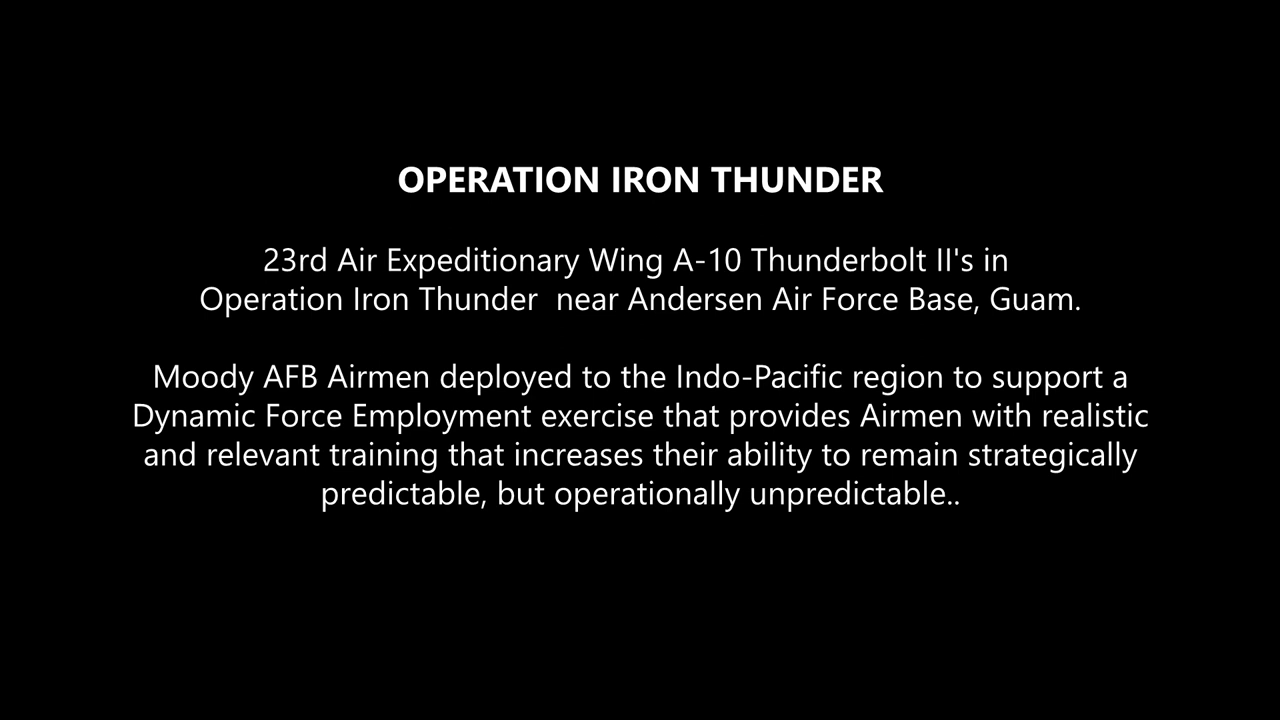 OPERATION IRON THUNDER
23rd Air Expeditionary Wing A-10 Thunderbolt II's in
Operation Iron Thunder  near Andersen Air Force Base, Guam.
Moody AFB Airmen deployed to the Indo-Pacific region to support a
Dynamic Force Employment exercise that provides Airmen with realistic
and relevant training that increases their ability to remain strategically
predictable, but operationally unpredictable..